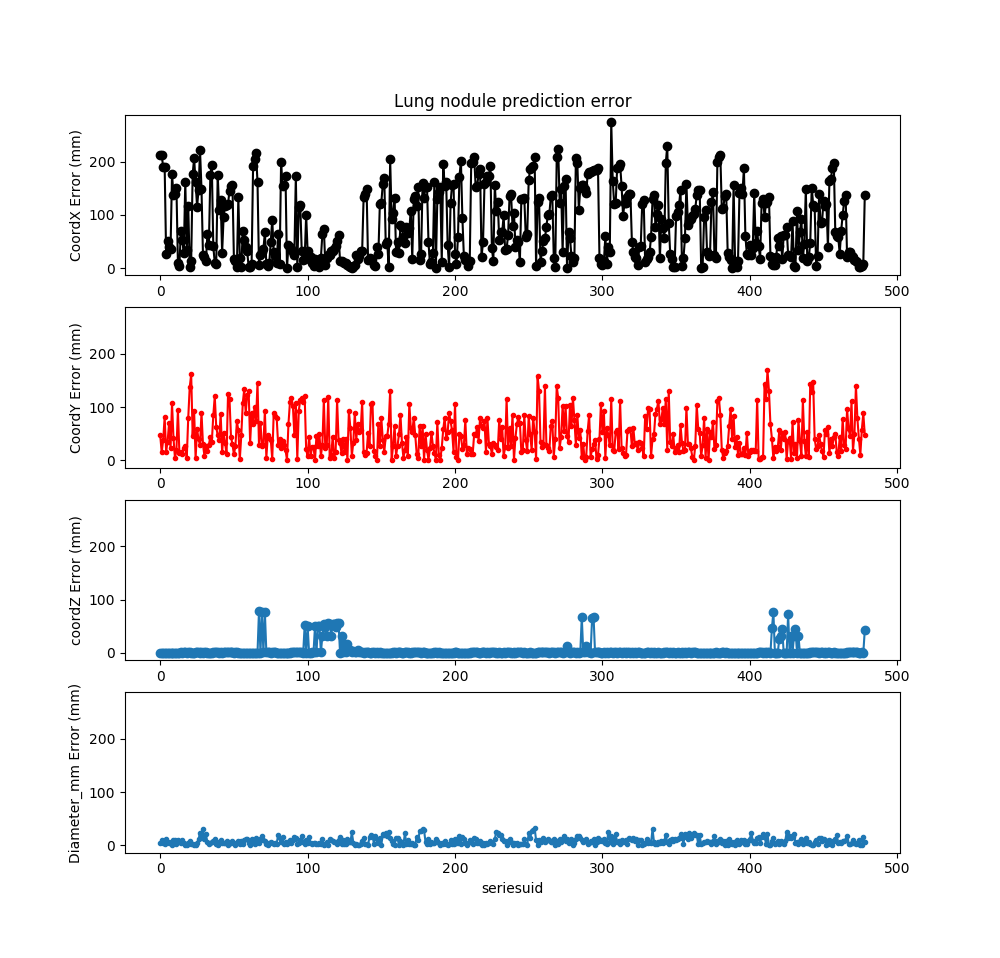 Lung nodule prediction error
CoordX Error (mm)
200
100
0
0 100 200 300 400 500
CoordY Error (mm)
200
100
0
0 100 200 300 400 500
coordZ Error (mm)
200
100
0
0 100 200 300 400 500
Diameter_mm Error (mm)
200
100
0
0 100 200 300 400 500
seriesuid